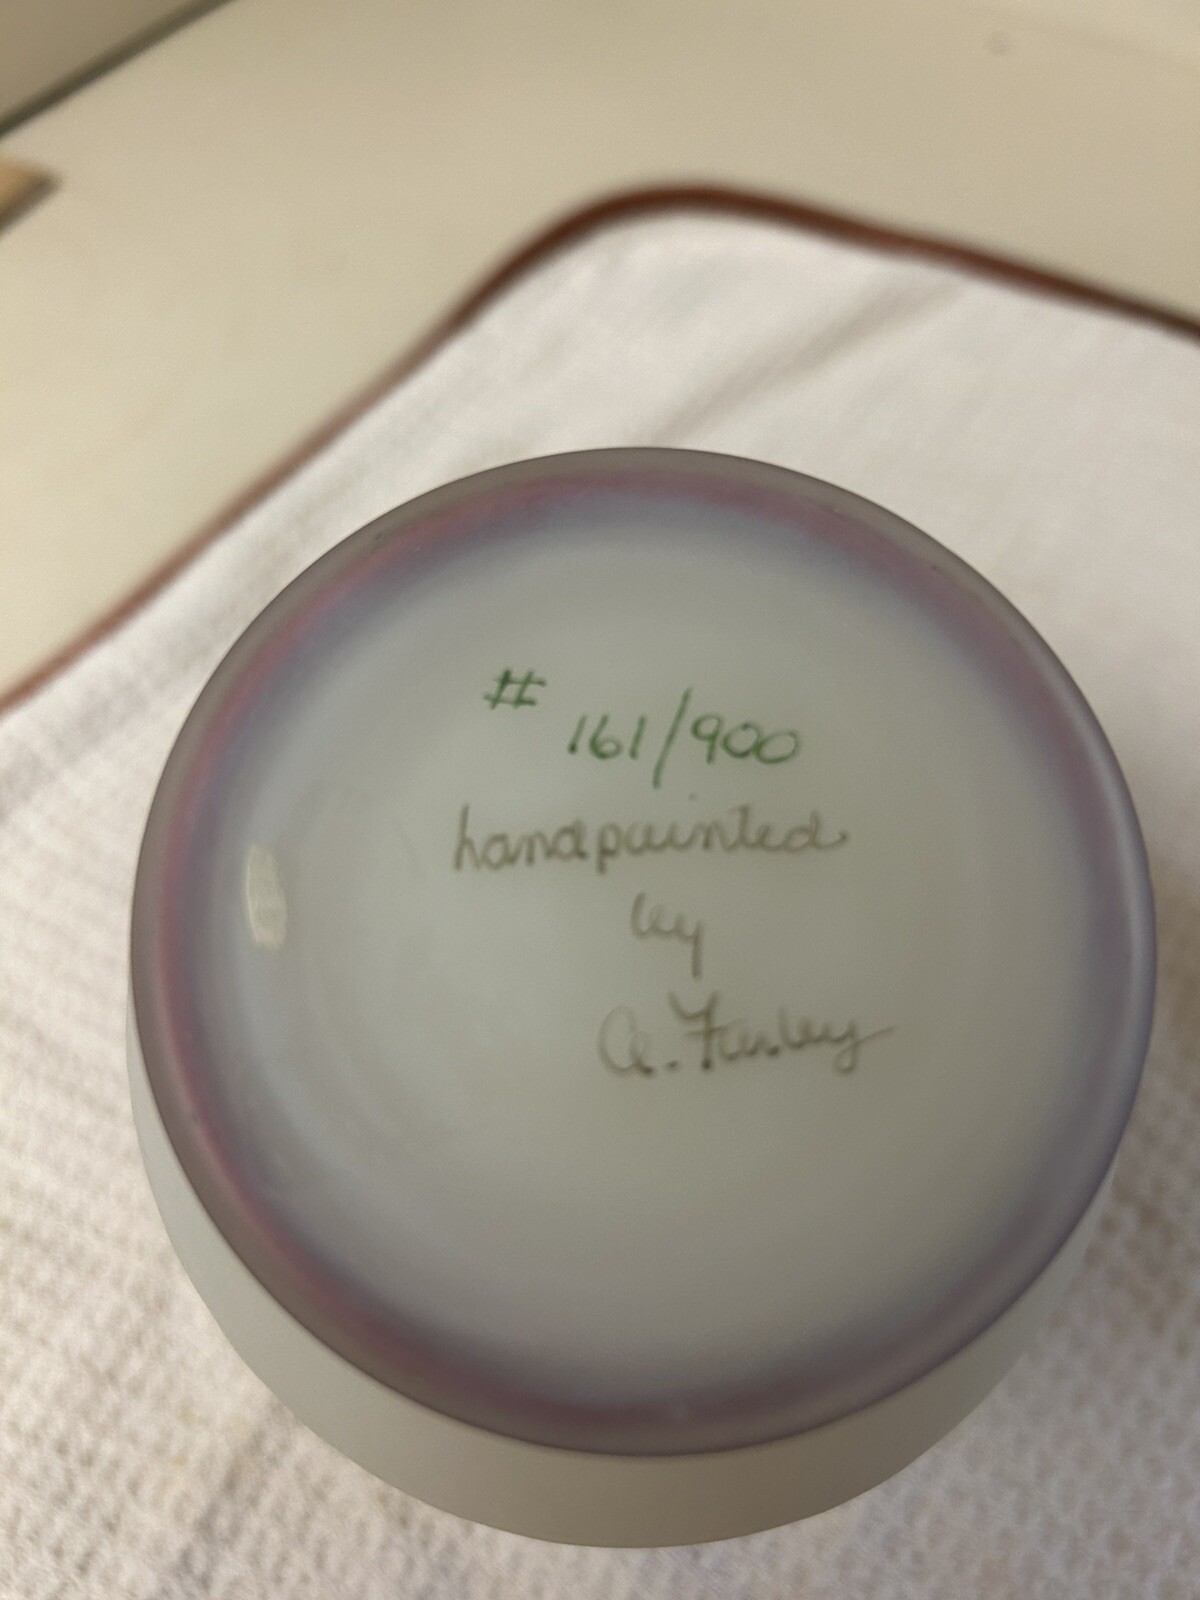 # 161/900
handpainted
by
A. Farley